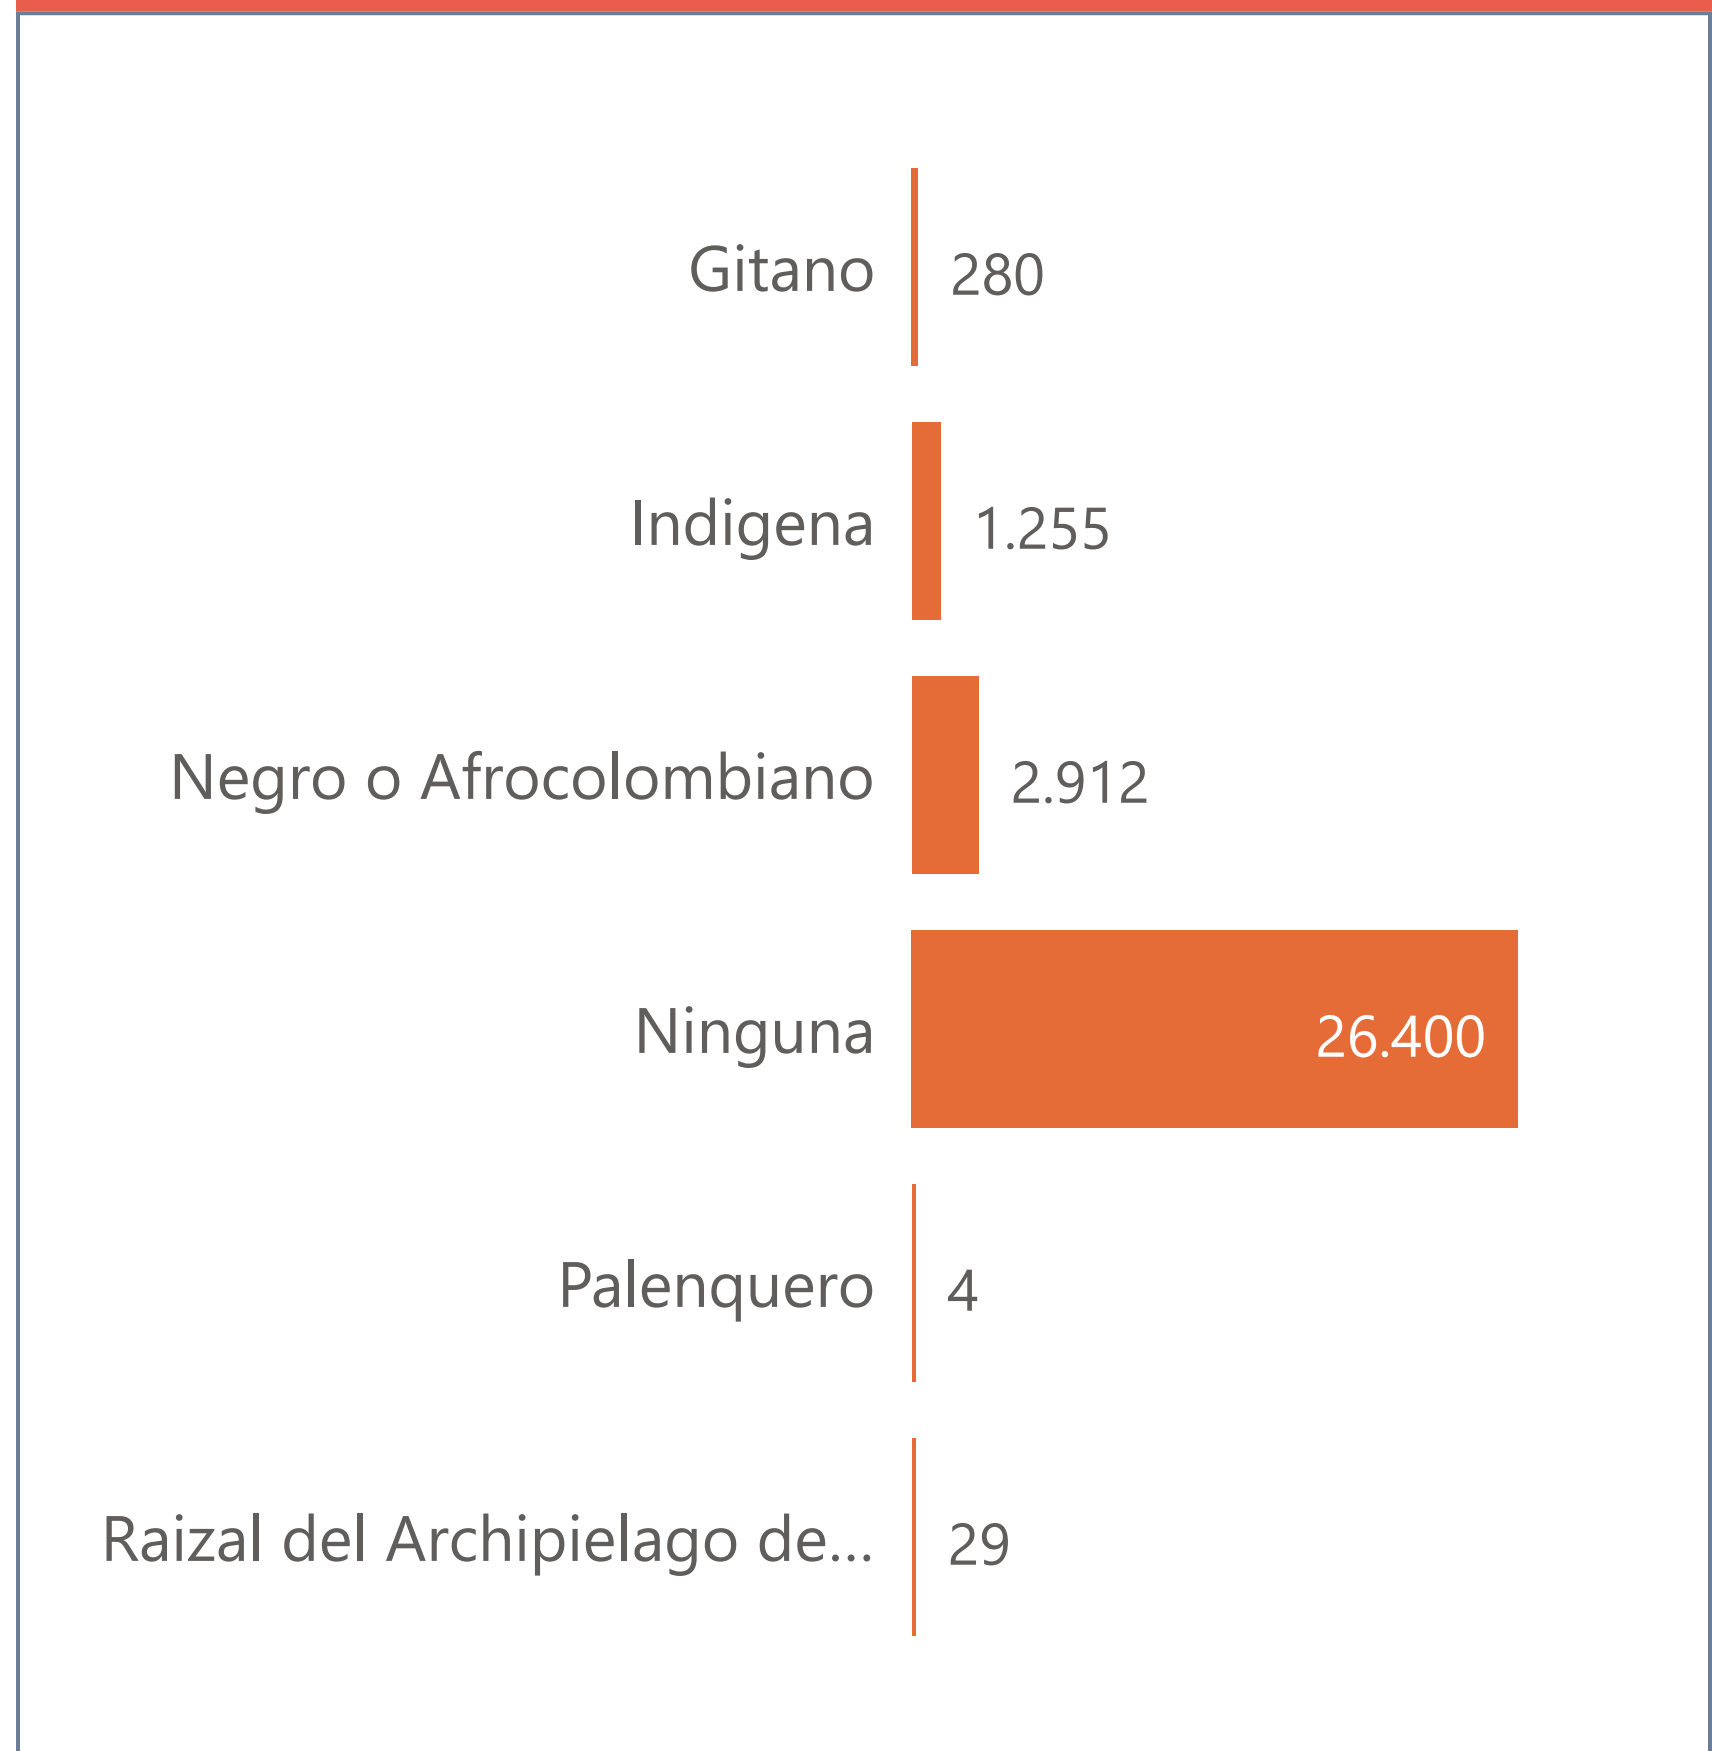 Gitano 280
Indigena 1.255
Negro o Afrocolombiano 2.912
Ninguna 26.400
Palenquero 4
Raizal del Archipielago de... 29